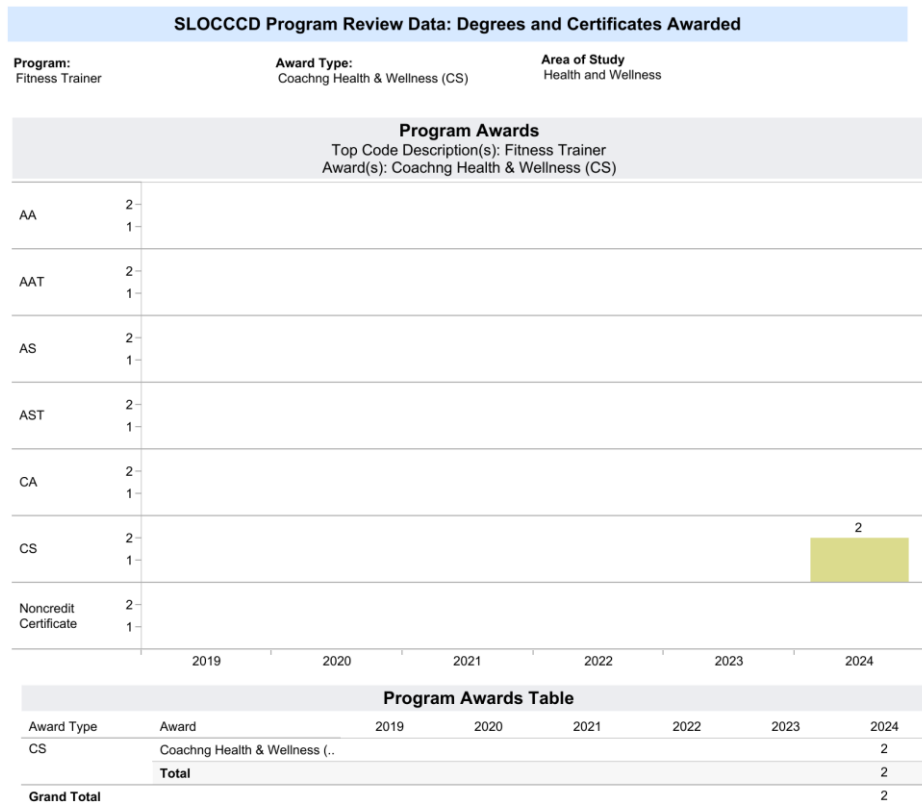 SLOCCCD Program Review Data: Degrees and Certificates Awarded
Program: Award Type: Area of Study
Fitness Trainer Coachng Health & Wellness (CS) Health and Wellness
Program Awards
Top Code Description(s): Fitness Trainer
Award(s): Coachng Health & Wellness (CS)
AA 2 1
AAT 2 1
AS 2 1
AST 2 1
CA 2 1
CS 2 1 2
Noncredit Certificate 2 1
2019 2020 2021 2022 2023 2024
Program Awards Table
Award Type Award 2019 2020 2021 2022 2023 2024
CS Coachng Health & Wellness (.. 2
Total 2
Grand Total 2